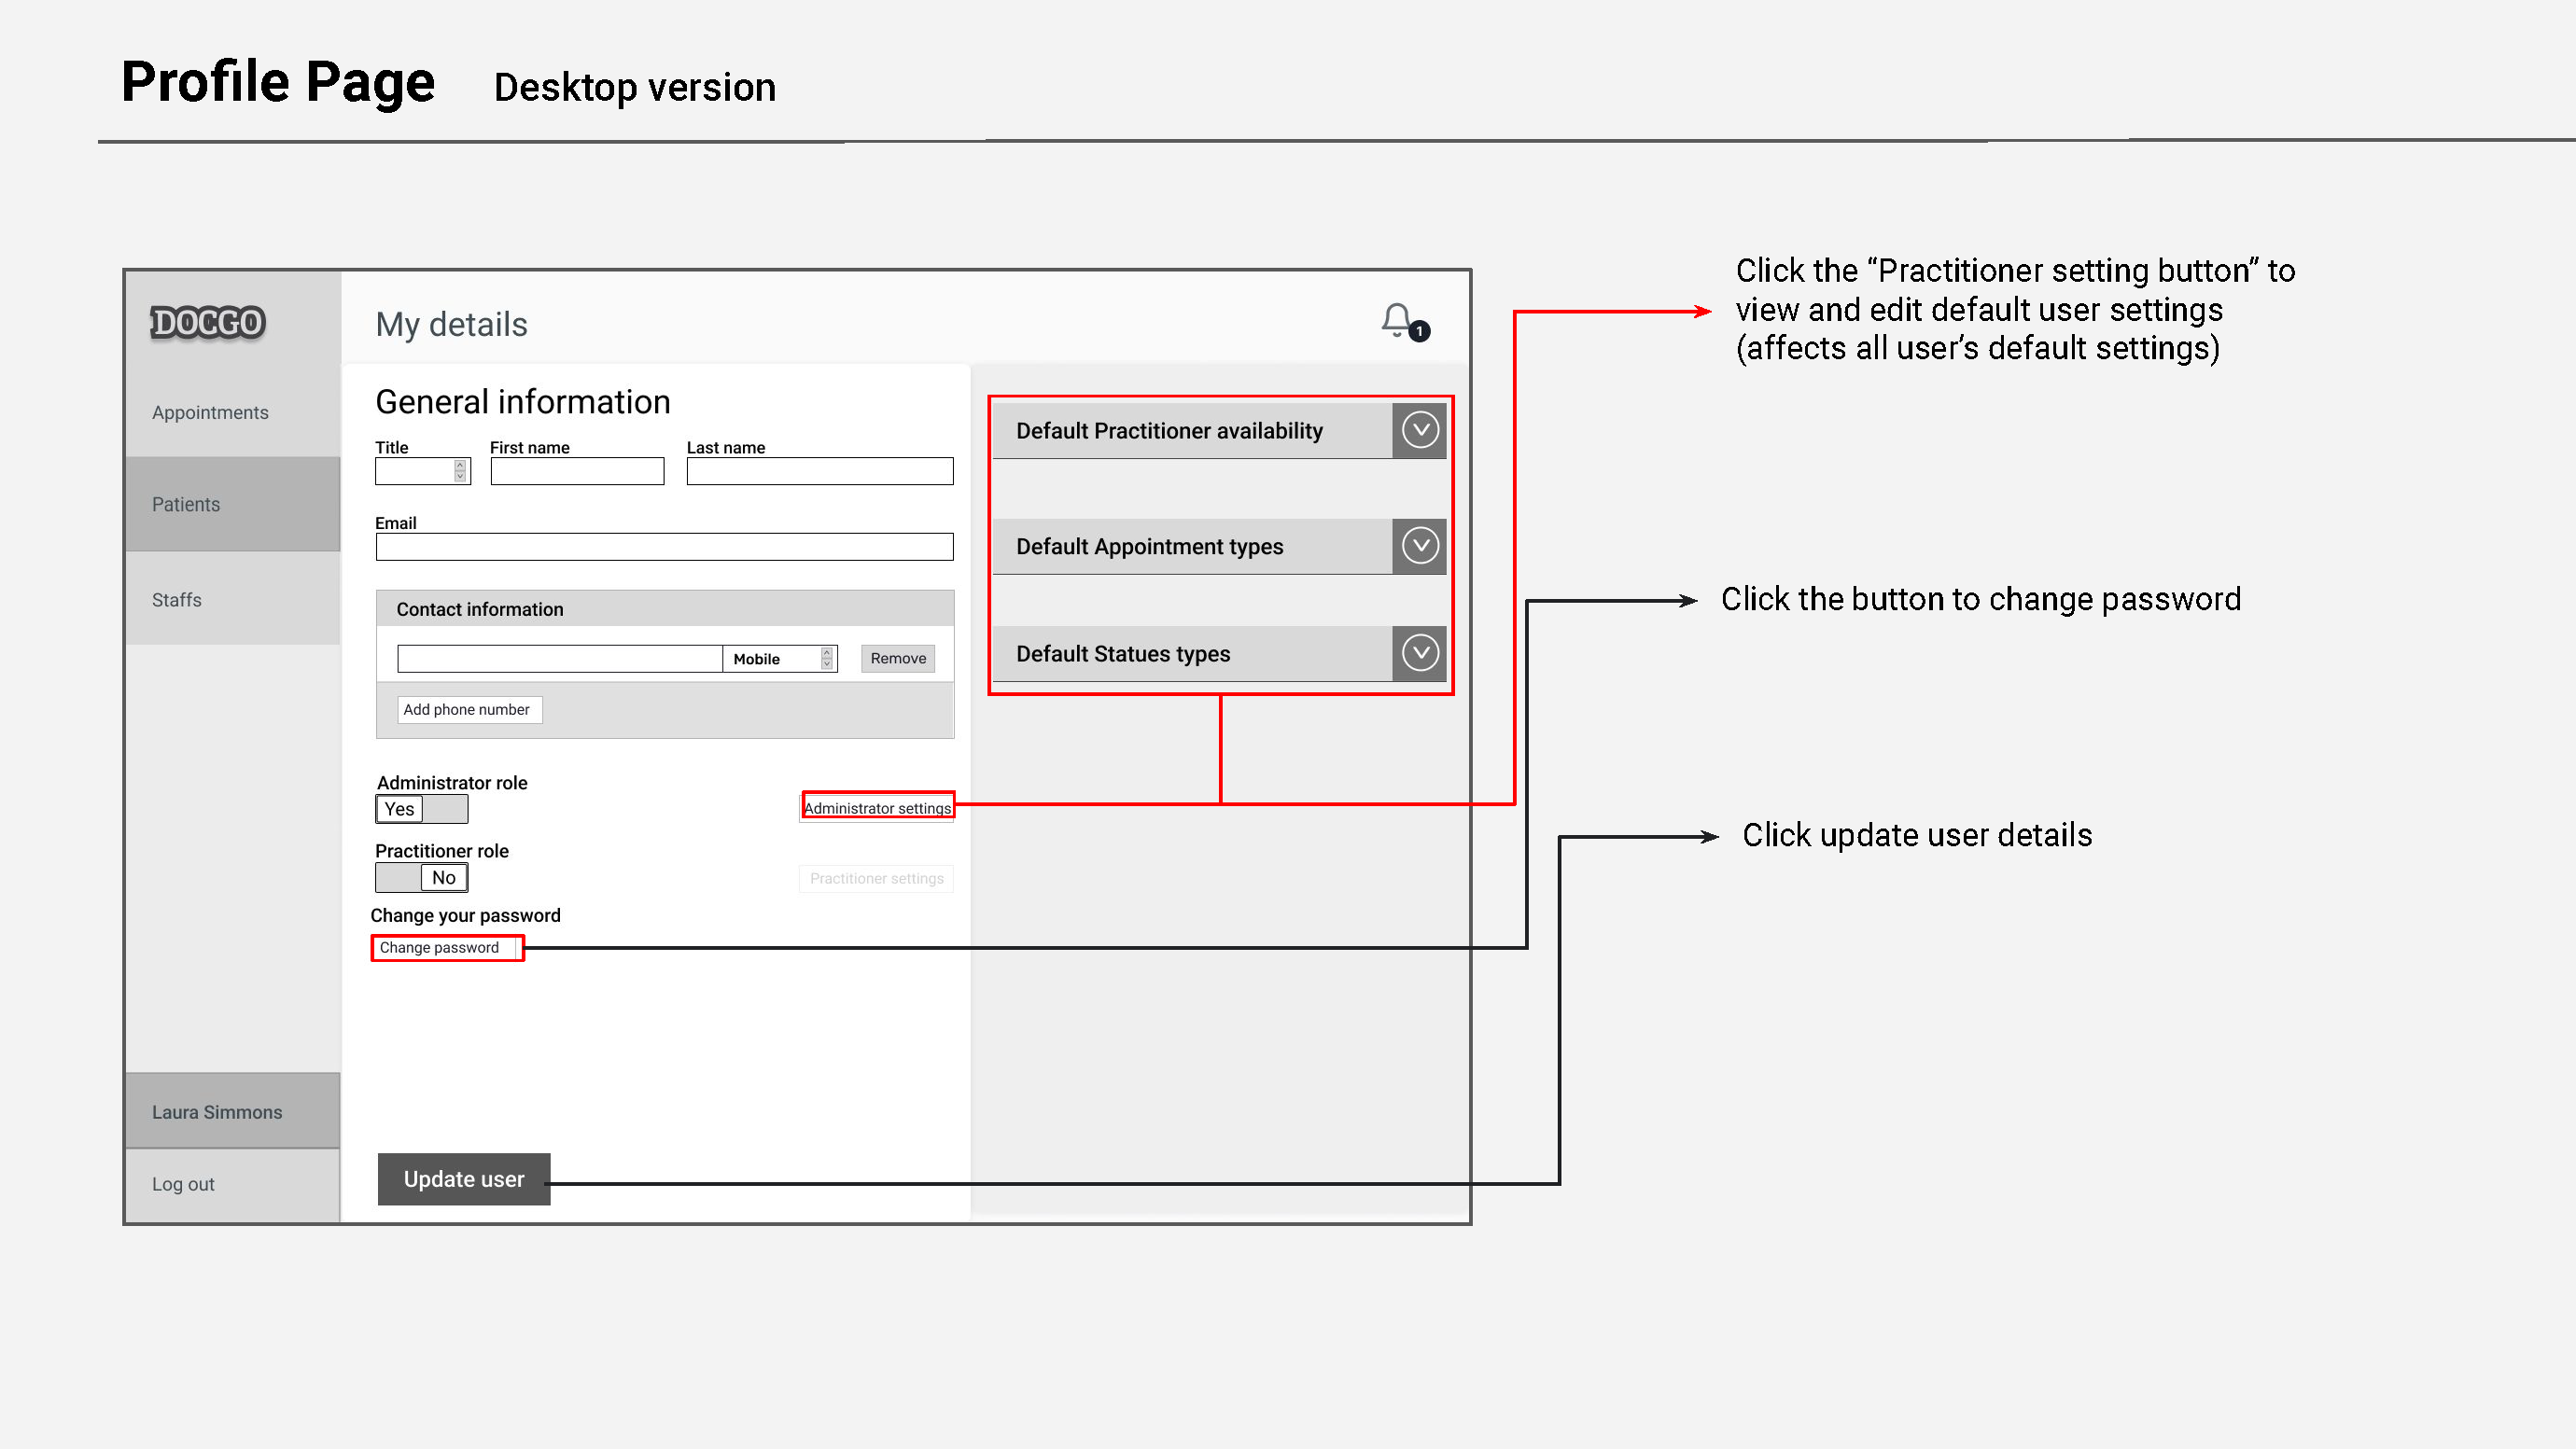 Profile Page Desktop version
DOCGO
Appointments
Patients
Staffs
Laura Simmons
Log out
My details
1
General information
Title First name Last name
Email
Contact information
Mobile Remove
Add phone number
Administrator role
Yes Administrator settings
Practitioner role
No Practitioner settings
Change your password
Change password
Update user
Default Practitioner availability
Default Appointment types
Default Statues types
Click the “Practitioner setting button” to
view and edit default user settings
(affects all user’s default settings)
Click the button to change password
Click update user details